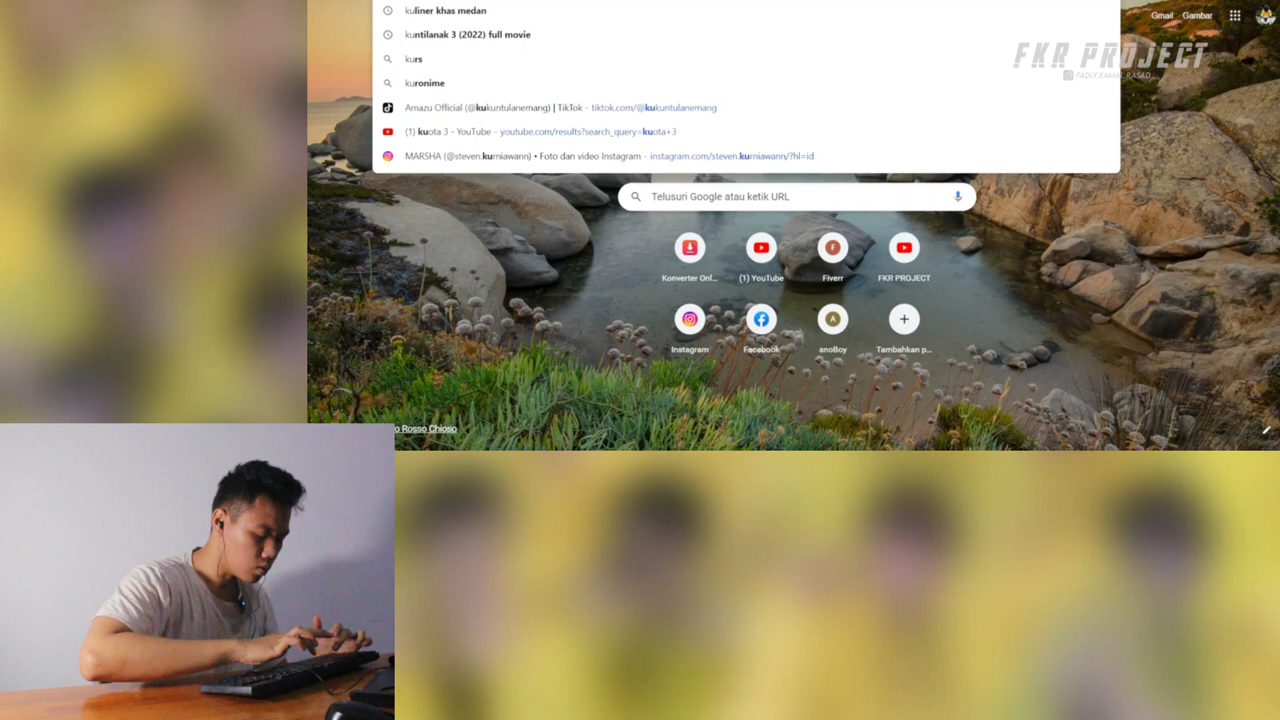 kuliner khas medan
kuntilanak 3 (2022) full movie
kurs
kuronime
Amazu Official (@kukuntulanemang) | TikTok - tiktok.com/@kukuntulanemang
(1) kuota 3 - YouTube - youtube.com/results?search_query=kuota+3
MARSHA (@steven.kurniawann) • Foto dan video Instagram - instagram.com/steven.kurniawann/?hl=id
Gmail Gambar
FKR PROJECT
FADLY.KAMAL.RASAD
Telusuri Google atau ketik URL
Konverter Onl... (1) YouTube Fiverr FKR PROJECT
Instagram Facebook anoBoy Tambahkan p...
o Rosso Chioso